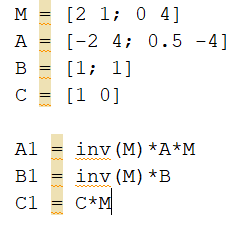 M = [2 1; 0 4]
A = [-2 4; 0.5 -4]
B = [1; 1]
C = [1 0]
A1 = inv(M)*A*M
B1 = inv(M)*B
C1 = C*M